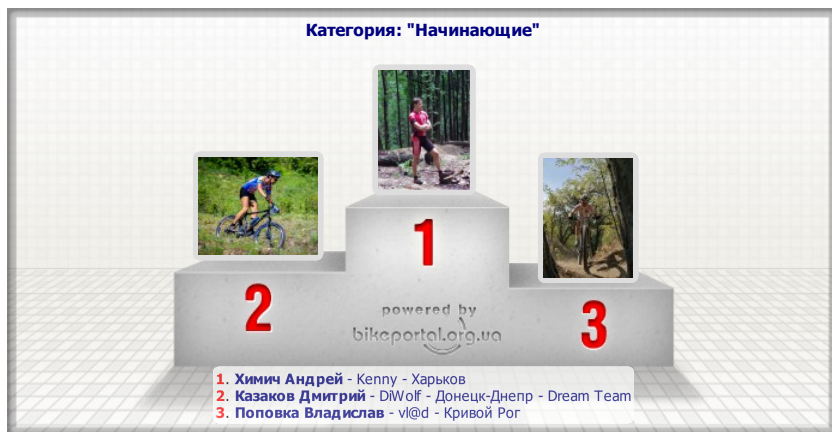 Категория: "Начинающие"
1
2
3
powered by
bikeportal.org.ua
1. Химич Андрей - Kenny - Харьков
2. Казаков Дмитрий - DiWolf - Донецк-Днепр - Dream Team
3. Поповка Владислав - vl@d - Кривой Рог